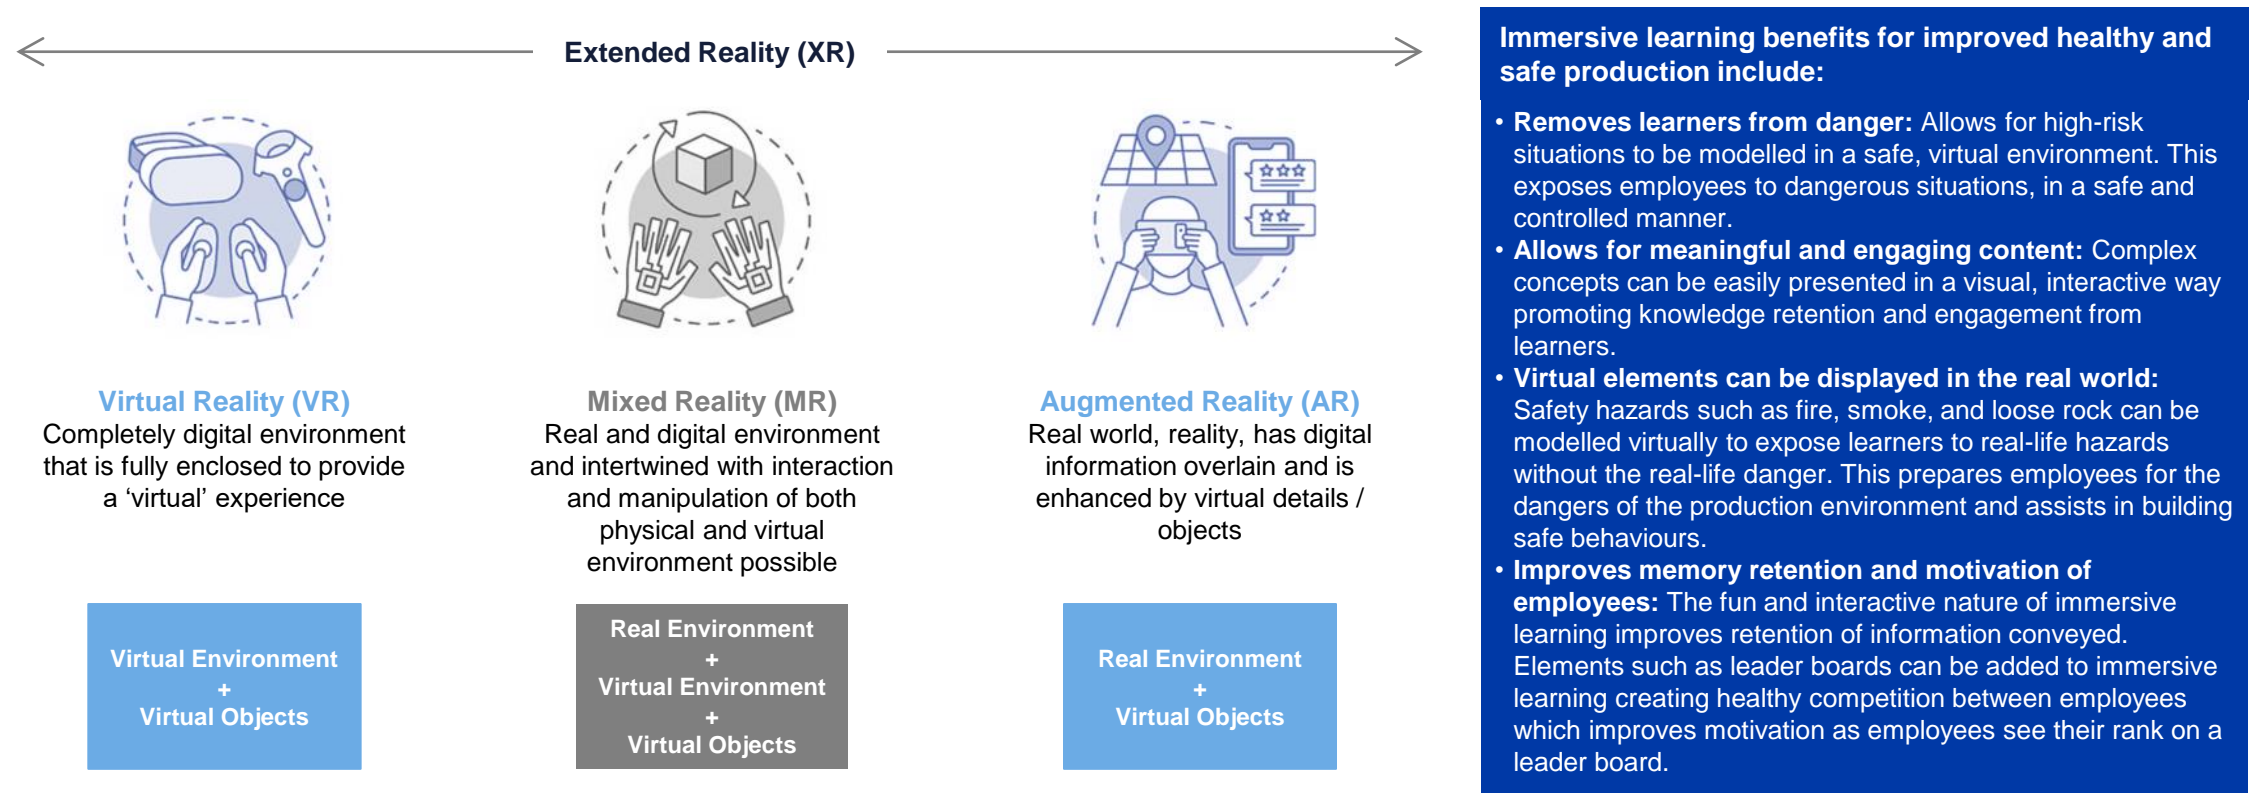 Extended Reality (XR)
Virtual Reality (VR)
Completely digital environment
that is fully enclosed to provide
a ‘virtual’ experience
Virtual Environment
+
Virtual Objects
Mixed Reality (MR)
Real and digital environment
and intertwined with interaction
and manipulation of both
physical and virtual
environment possible
Real Environment
+
Virtual Environment
+
Virtual Objects
Augmented Reality (AR)
Real world, reality, has digital
information overlain and is
enhanced by virtual details /
objects
Real Environment
+
Virtual Objects
Immersive learning benefits for improved healthy and
safe production include:
• Removes learners from danger: Allows for high-risk
situations to be modelled in a safe, virtual environment. This
exposes employees to dangerous situations, in a safe and
controlled manner.
• Allows for meaningful and engaging content: Complex
concepts can be easily presented in a visual, interactive way
promoting knowledge retention and engagement from
learners.
• Virtual elements can be displayed in the real world:
Safety hazards such as fire, smoke, and loose rock can be
modelled virtually to expose learners to real-life hazards
without the real-life danger. This prepares employees for the
dangers of the production environment and assists in building
safe behaviours.
• Improves memory retention and motivation of
employees: The fun and interactive nature of immersive
learning improves retention of information conveyed.
Elements such as leader boards can be added to immersive
learning creating healthy competition between employees
which improves motivation as employees see their rank on a
leader board.